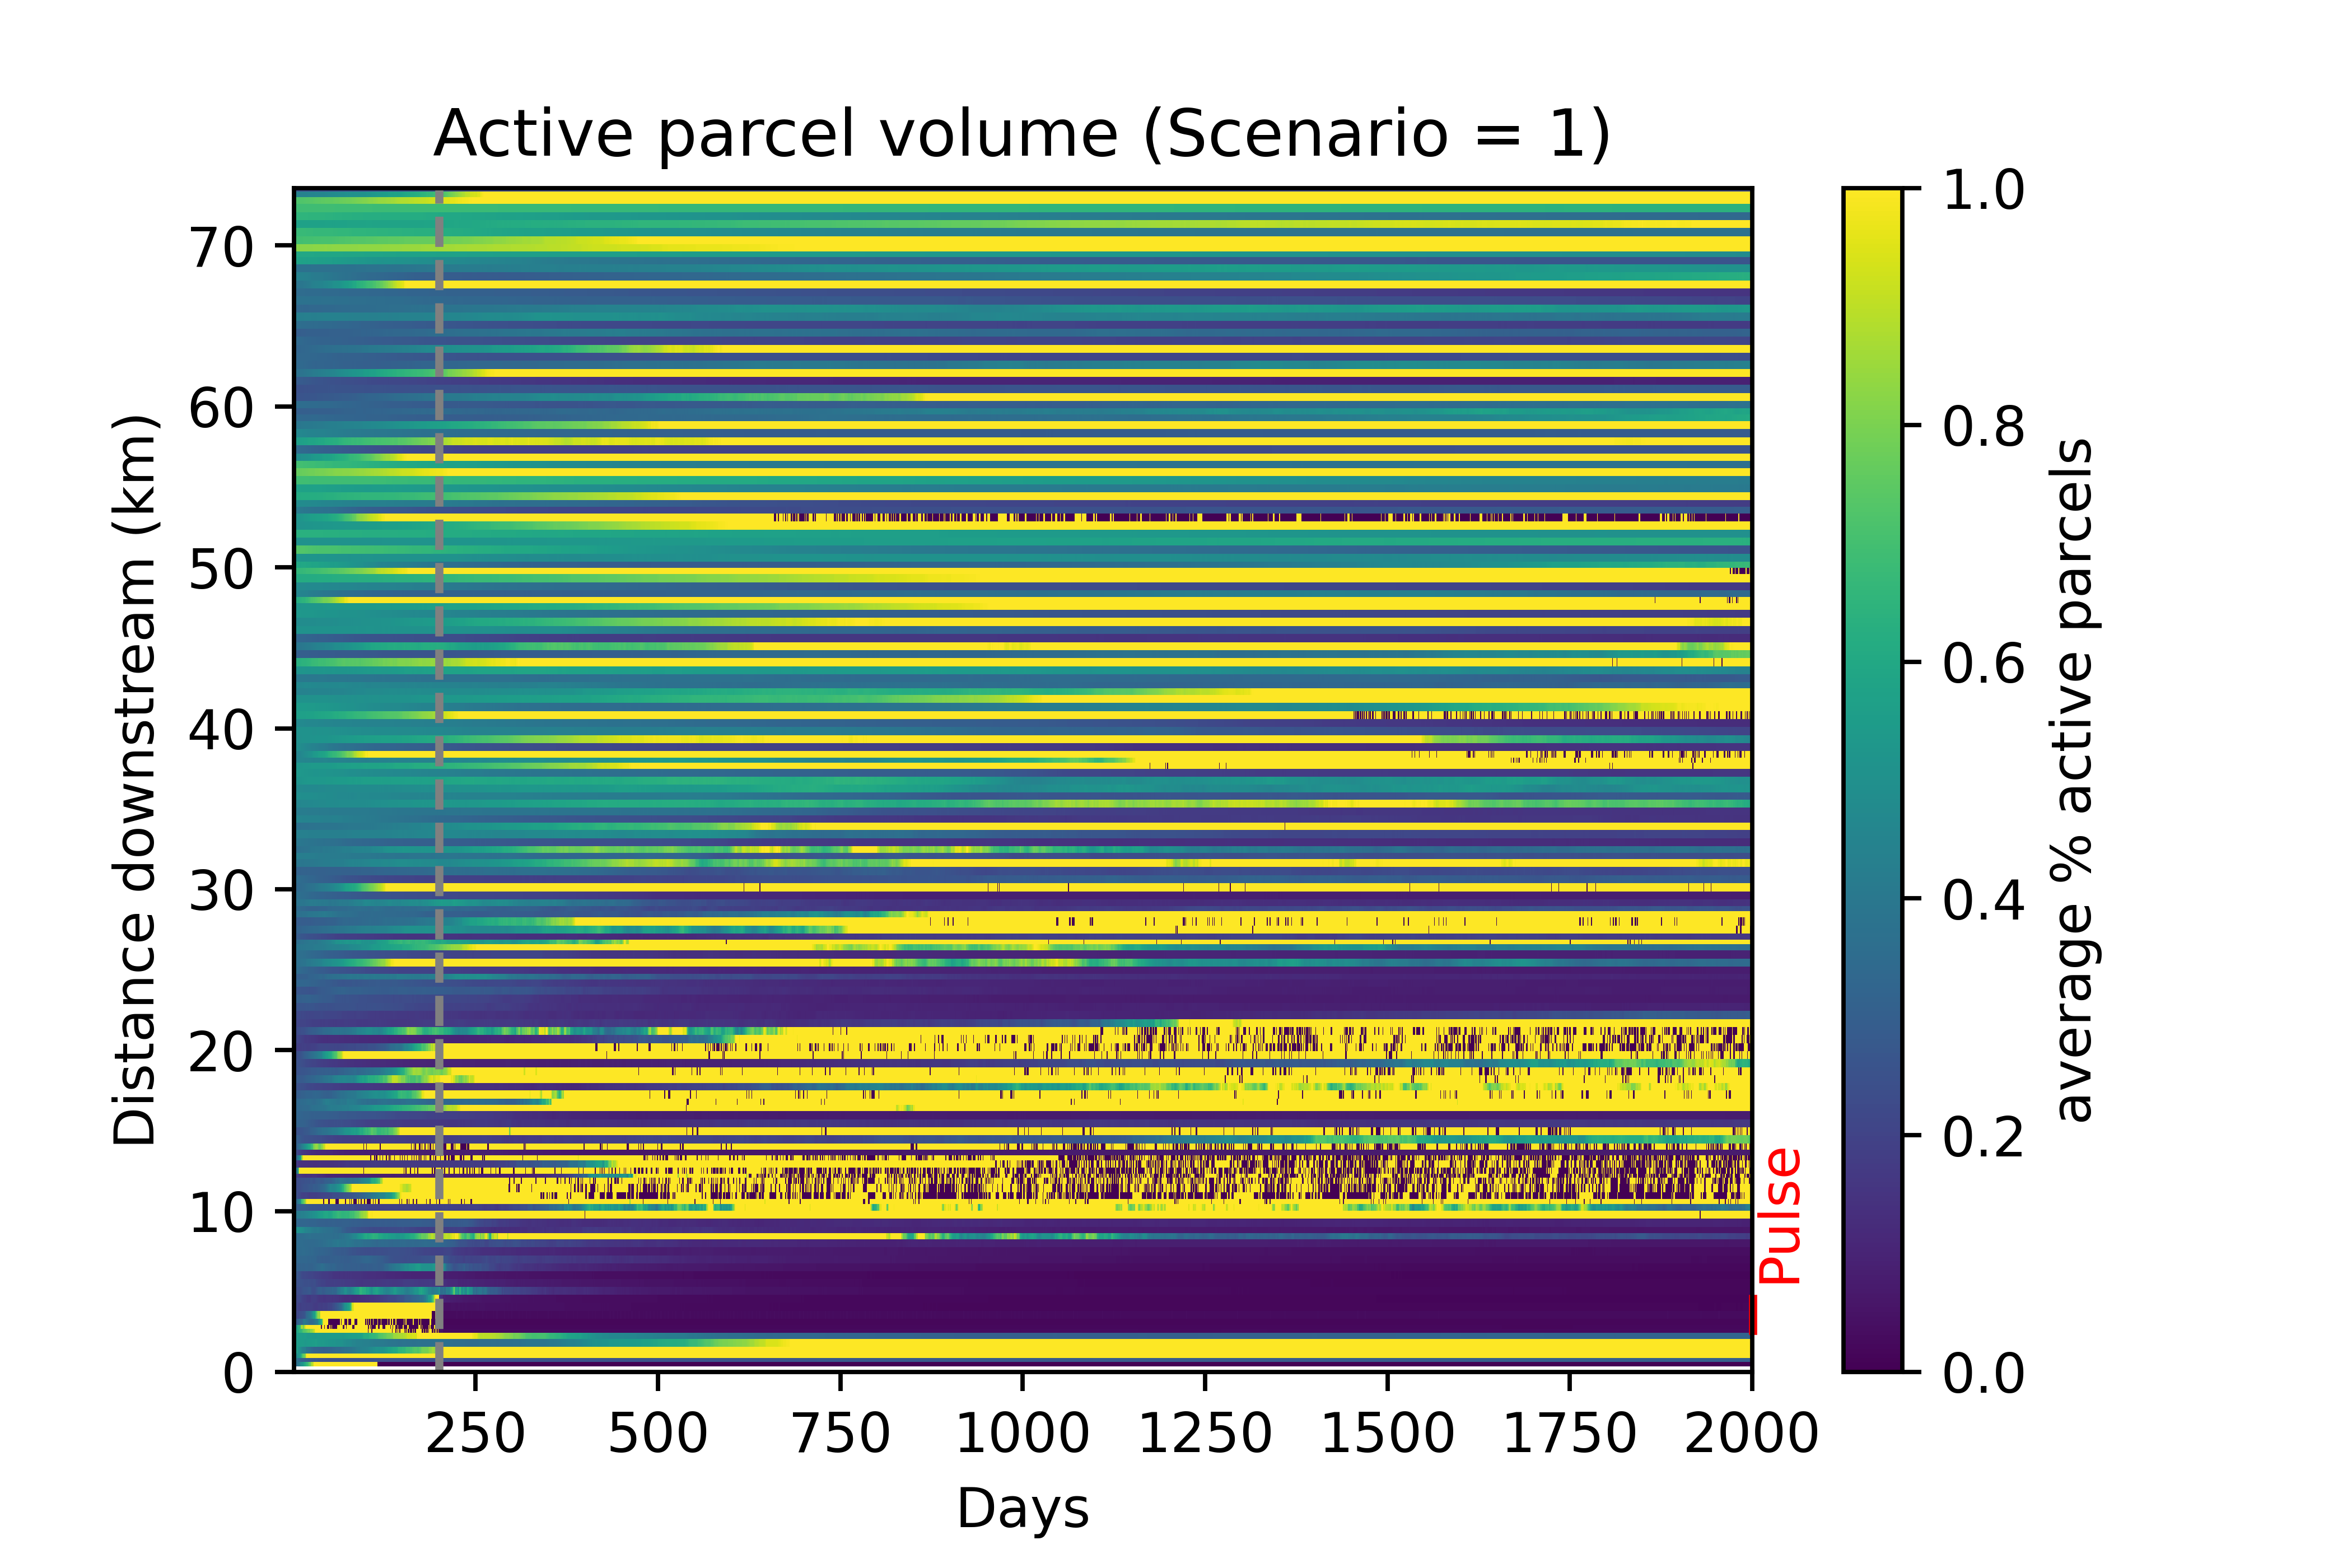 Active parcel volume (Scenario = 1)
Distance downstream (km)
70
60
50
40
30
20
10
0
250 500 750 1000 1250 1500 1750 2000
Days
Pulse
1.0
0.8
0.6
0.4
0.2
0.0
average % active parcels